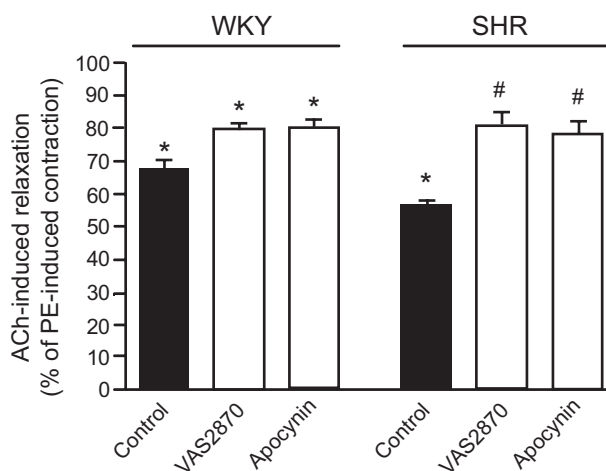 WKY
SHR
ACh-induced relaxation
(% of PE-induced contraction)
100
90
80
70
60
50
40
30
20
10
0
*
*
*
*
#
#
Control
VAS2870
Apocynin
Control
VAS2870
Apocynin